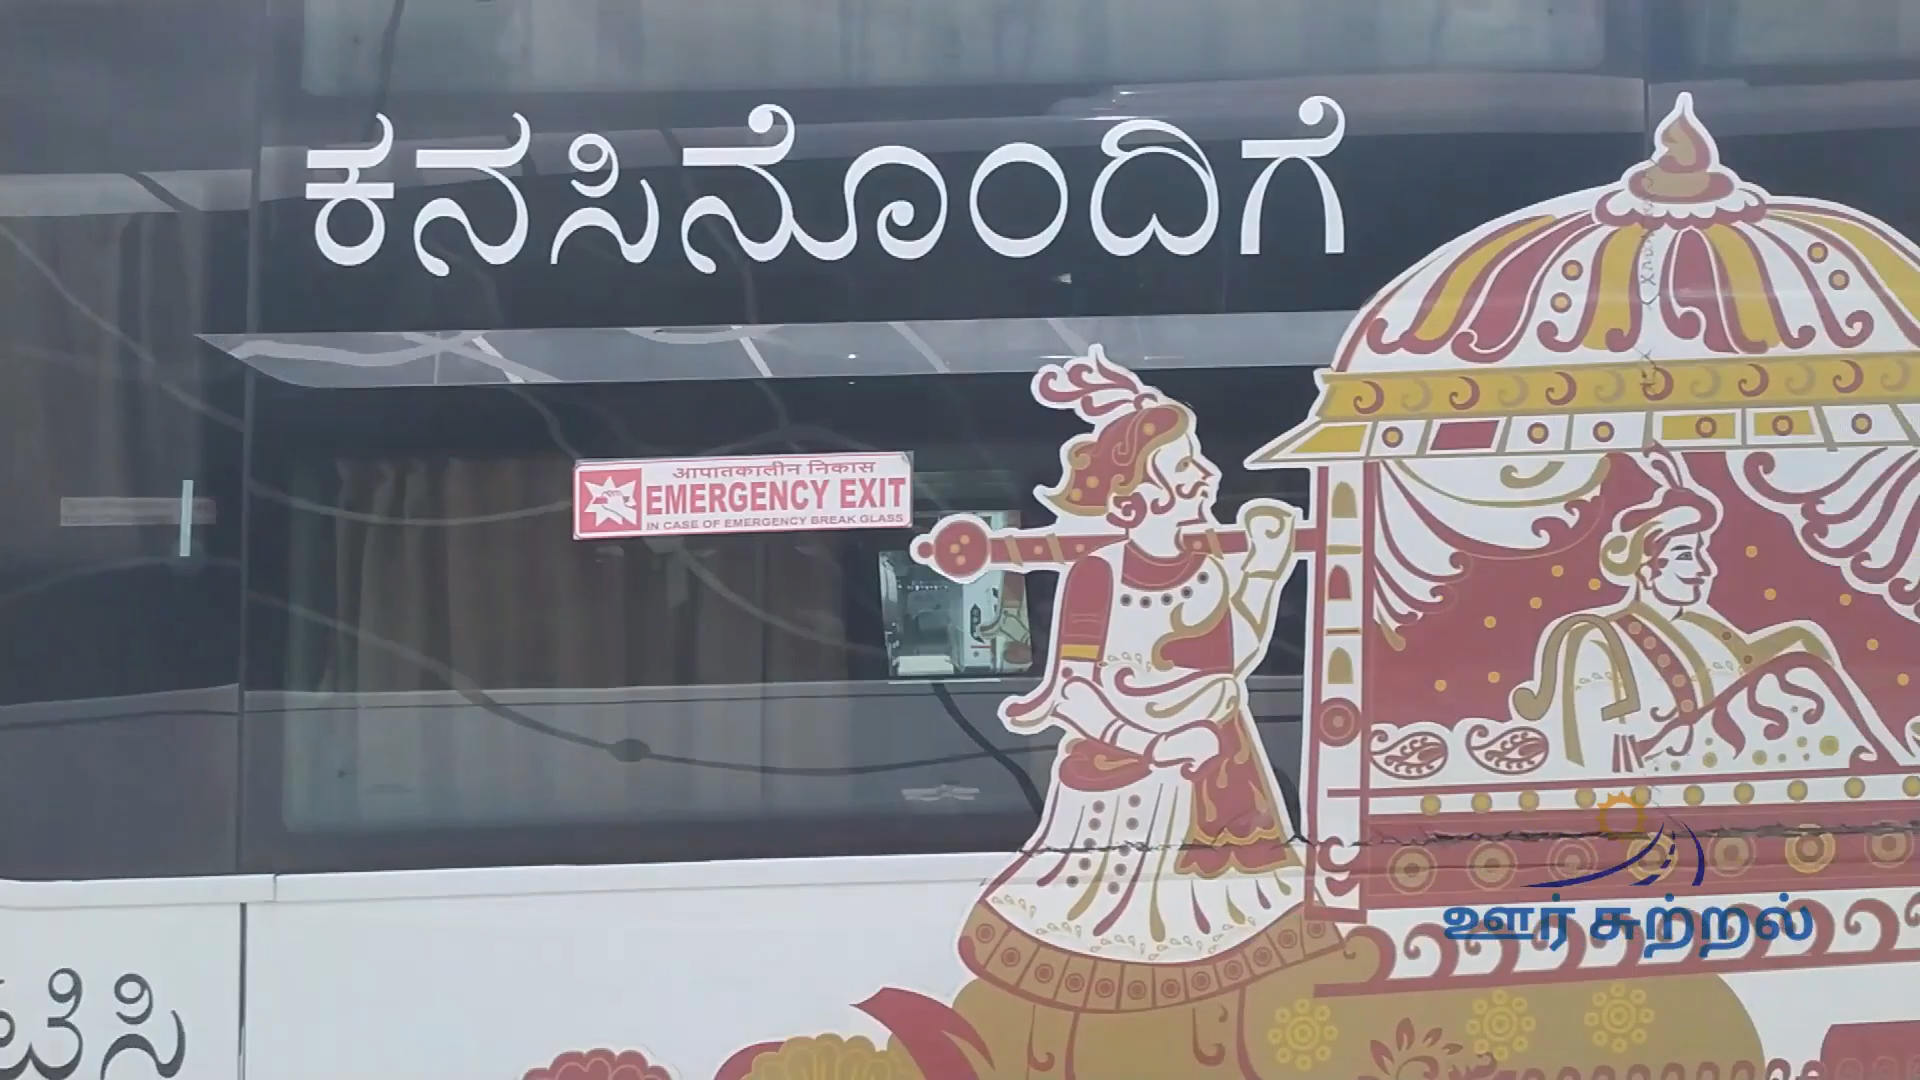 ಕನಸಿನೊಂದಿಗೆ
आपातकालीन निकास
EMERGENCY EXIT
IN CASE OF EMERGENCY BREAK GLASS
ஊர் சுற்றல்